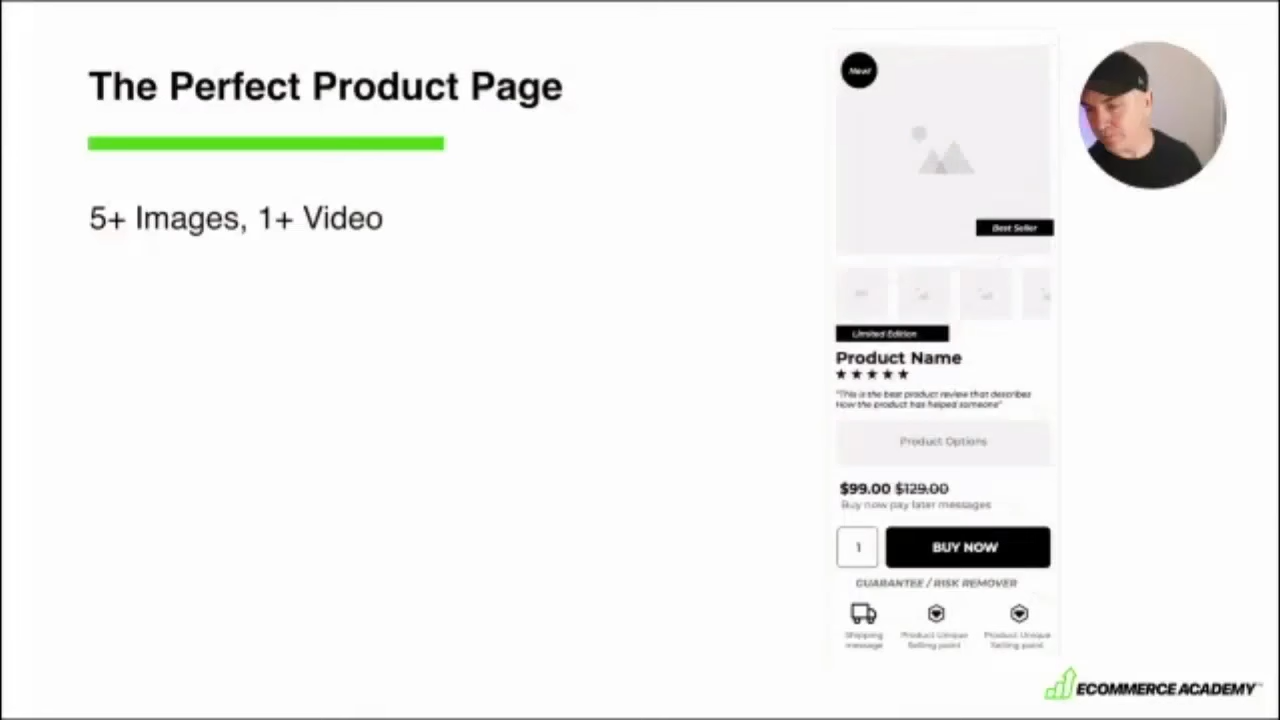 The Perfect Product Page
5+ Images, 1+ Video
New!
Best Seller
Limited Edition
Product Name
"This is the best product review that describes
How the product has helped someone"
Product Options
$99.00 $129.00
Buy now pay later messages
1
BUY NOW
GUARANTEE / RISK REMOVER
Shipping
message
Product Unique
Selling point
Product Unique
Selling point
ECOMMERCE ACADEMY™